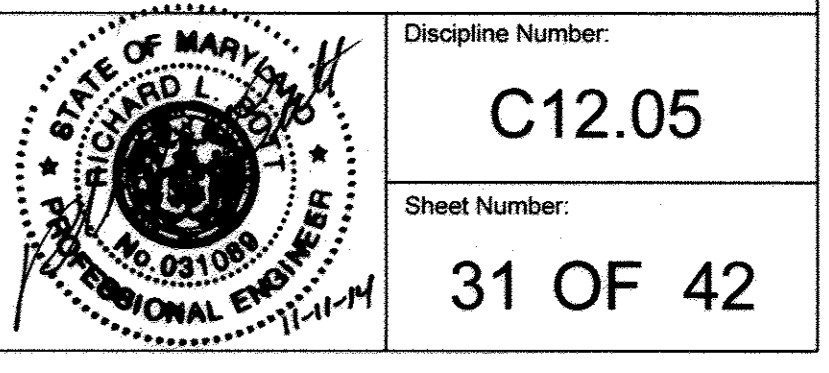 STATE OF MARYLAND
RICHARD L.
No. 031089
PROFESSIONAL ENGINEER
11-11-14
Discipline Number:
C12.05
Sheet Number:
31 OF 42